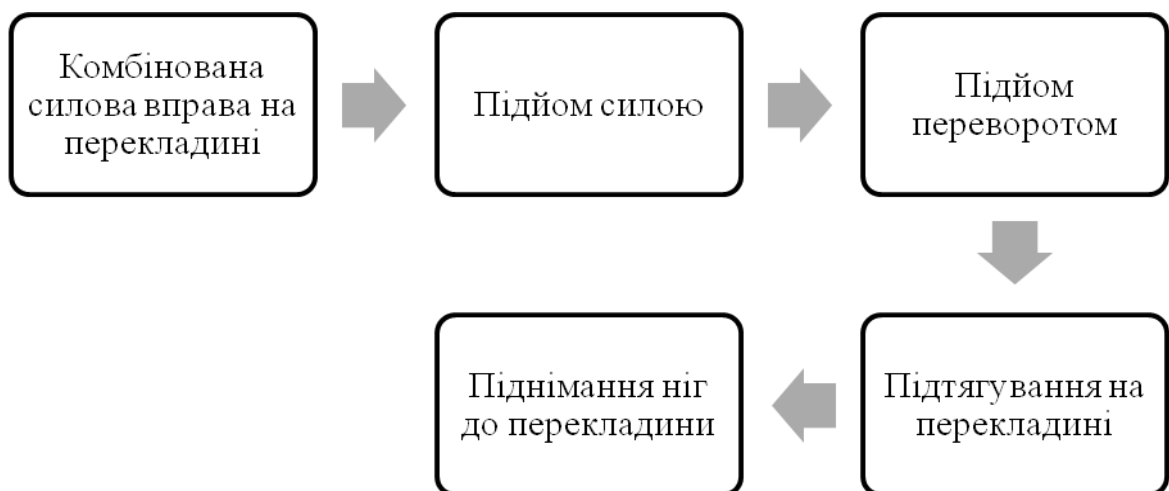 Комбінована
силова вправа на
перекладині
Підйом силою
Підйом
переворотом
Підтягування на
перекладині
Піднімання ніг
до перекладини